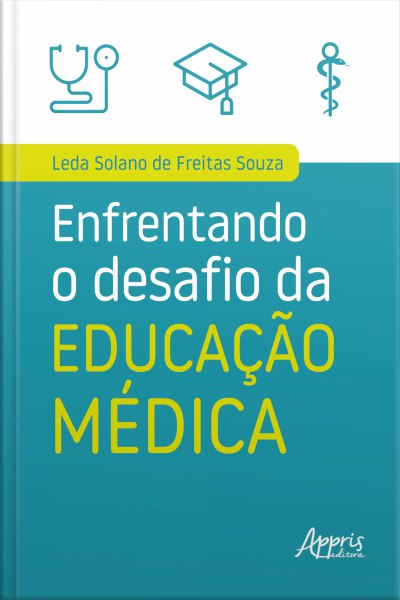 Leda Solano de Freitas Souza
Enfrentando
o desafio da
EDUCAÇÃO
MÉDICA
Appris
editora